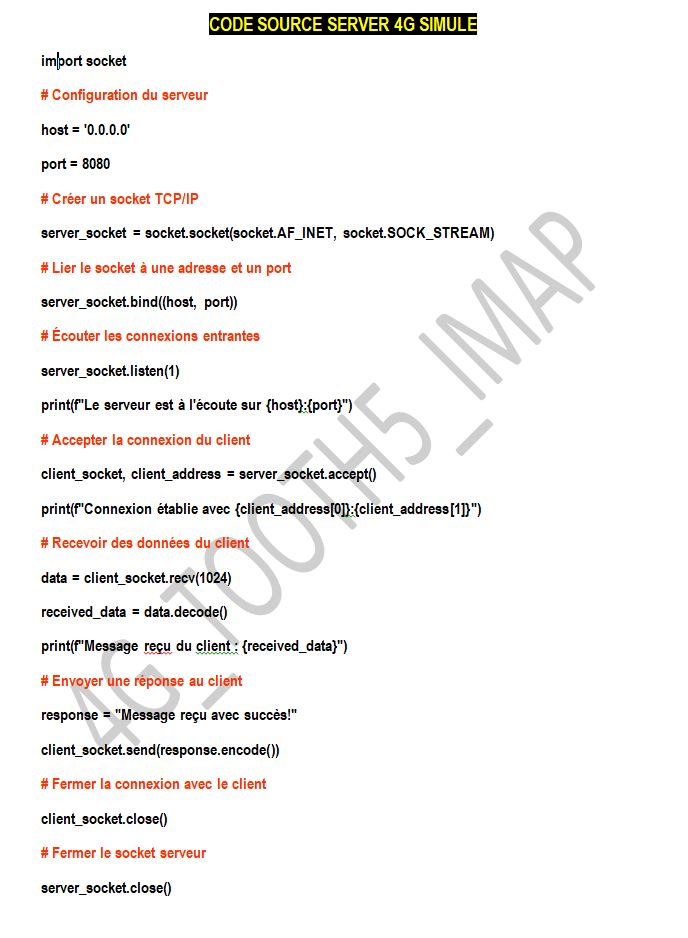 CODE SOURCE SERVER 4G SIMULE
import socket
# Configuration du serveur
host = '0.0.0.0'
port = 8080
# Créer un socket TCP/IP
server_socket = socket.socket(socket.AF_INET, socket.SOCK_STREAM)
# Lier le socket à une adresse et un port
server_socket.bind((host, port))
# Écouter les connexions entrantes
server_socket.listen(1)
print(f"Le serveur est à l'écoute sur {host}:{port}")
# Accepter la connexion du client
client_socket, client_address = server_socket.accept()
print(f"Connexion établie avec {client_address[0]}:{client_address[1]}")
# Recevoir des données du client
data = client_socket.recv(1024)
received_data = data.decode()
print(f"Message reçu du client : {received_data}")
# Envoyer une réponse au client
response = "Message reçu avec succès!"
client_socket.send(response.encode())
# Fermer la connexion avec le client
client_socket.close()
# Fermer le socket serveur
server_socket.close()
4G_TOOTH5_IMAP